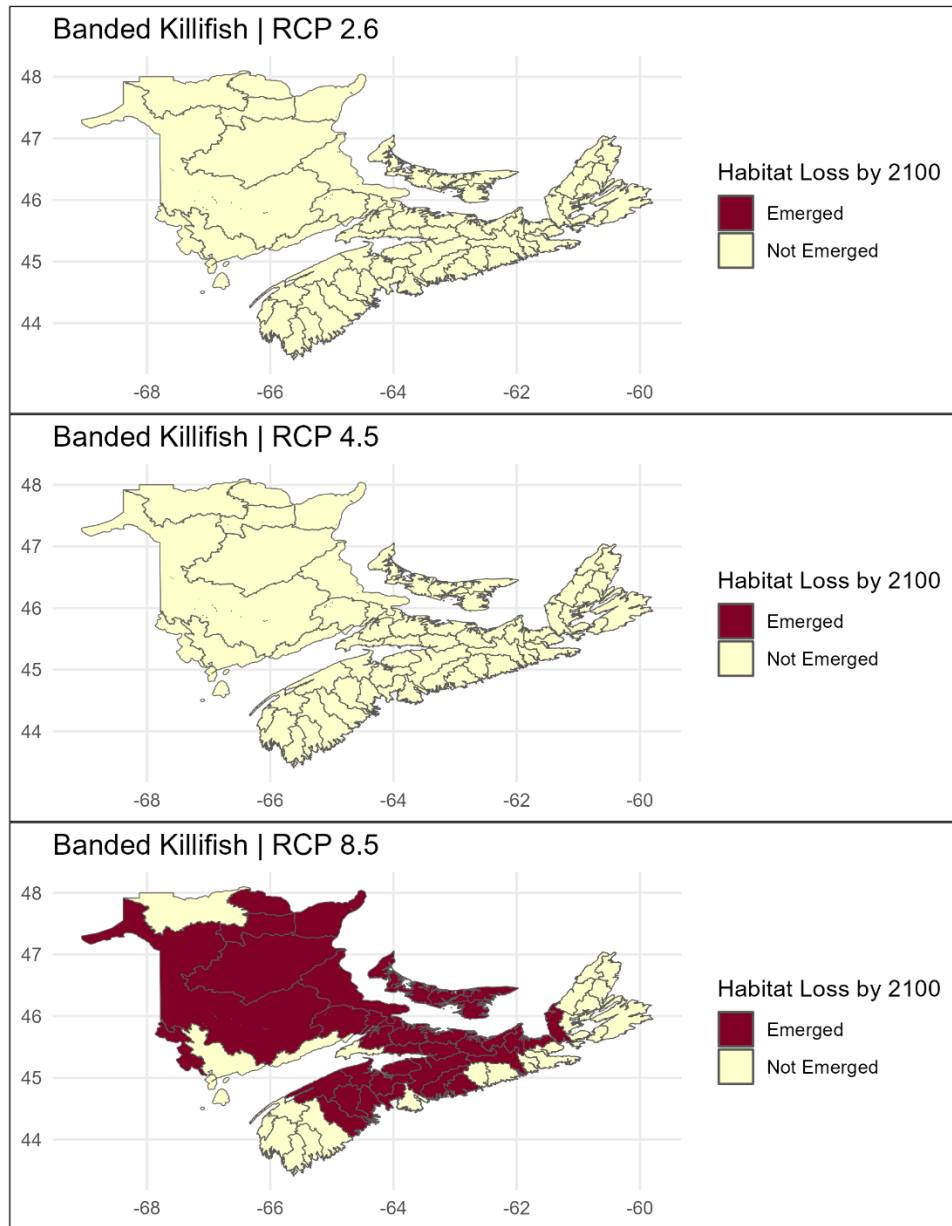 Banded Killifish | RCP 2.6
48
47
46
45
44
-68
-66
-64
-62
-60
Habitat Loss by 2100
Emerged
Not Emerged
Banded Killifish | RCP 4.5
48
47
46
45
44
-68
-66
-64
-62
-60
Habitat Loss by 2100
Emerged
Not Emerged
Banded Killifish | RCP 8.5
48
47
46
45
44
-68
-66
-64
-62
-60
Habitat Loss by 2100
Emerged
Not Emerged